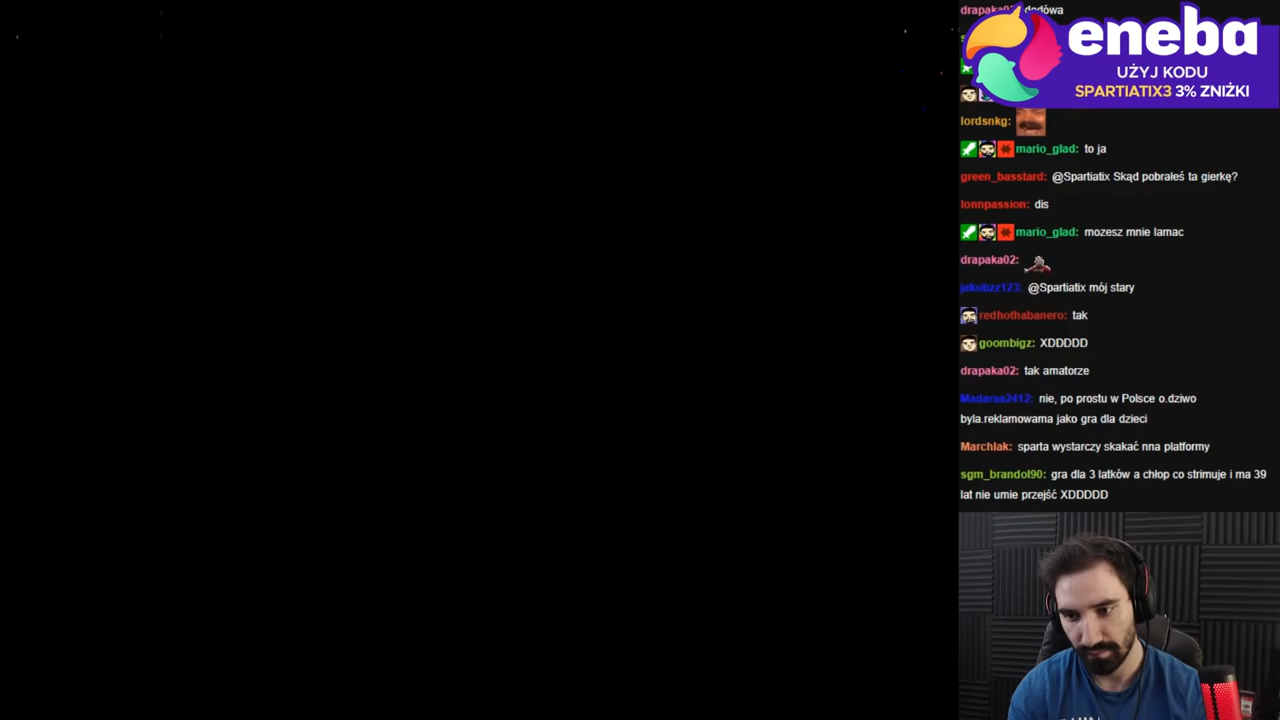 drapaka02: dodówa
eneba
UŻYJ KODU
SPARTIATIX3 3% ZNIŻKI
lordsnkg:
mario_glad: to ja
green_basstard: @Spartiatix Skąd pobrałeś ta gierkę?
lonnpassion: dis
mario_glad: mozesz mnie lamac
drapaka02:
jakubzz123: @Spartiatix mój stary
redhothabanero: tak
goombigz: XDDDDD
drapaka02: tak amatorze
Madaraa2412: nie, po prostu w Polsce o.dziwo
byla.reklamowama jako gra dla dzieci
Marchlak: sparta wystarczy skakać nna platformy
sgm_brandol90: gra dla 3 latków a chłop co strimuje i ma 39
lat nie umie przejść XDDDDD